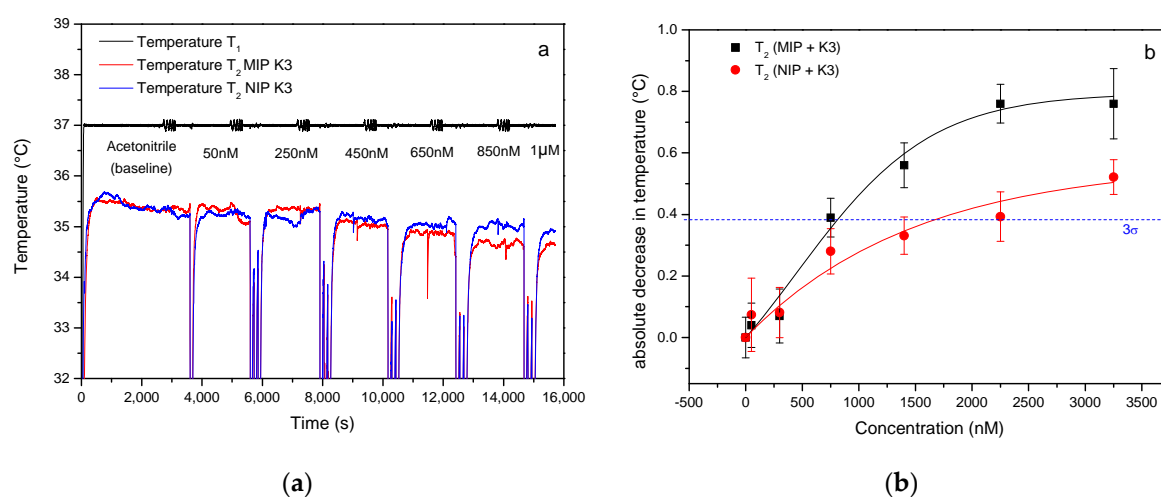 39
38
37
36
35
34
33
32
Temperature (°C)
Temperature T1
Temperature T2 MIP K3
Temperature T2 NIP K3
a
Acetonitrile
(baseline)
50nM 250nM 450nM 650nM 850nM 1µM
0 2,000 4,000 6,000 8,000 10,000 12,000 14,000 16,000
Time (s)
(a)
1.0
0.8
0.6
0.4
0.2
0.0
absolute decrease in temperature (°C)
T2 (MIP + K3)
T2 (NIP + K3)
b
3σ
-500 0 500 1000 1500 2000 2500 3000 3500
Concentration (nM)
(b)